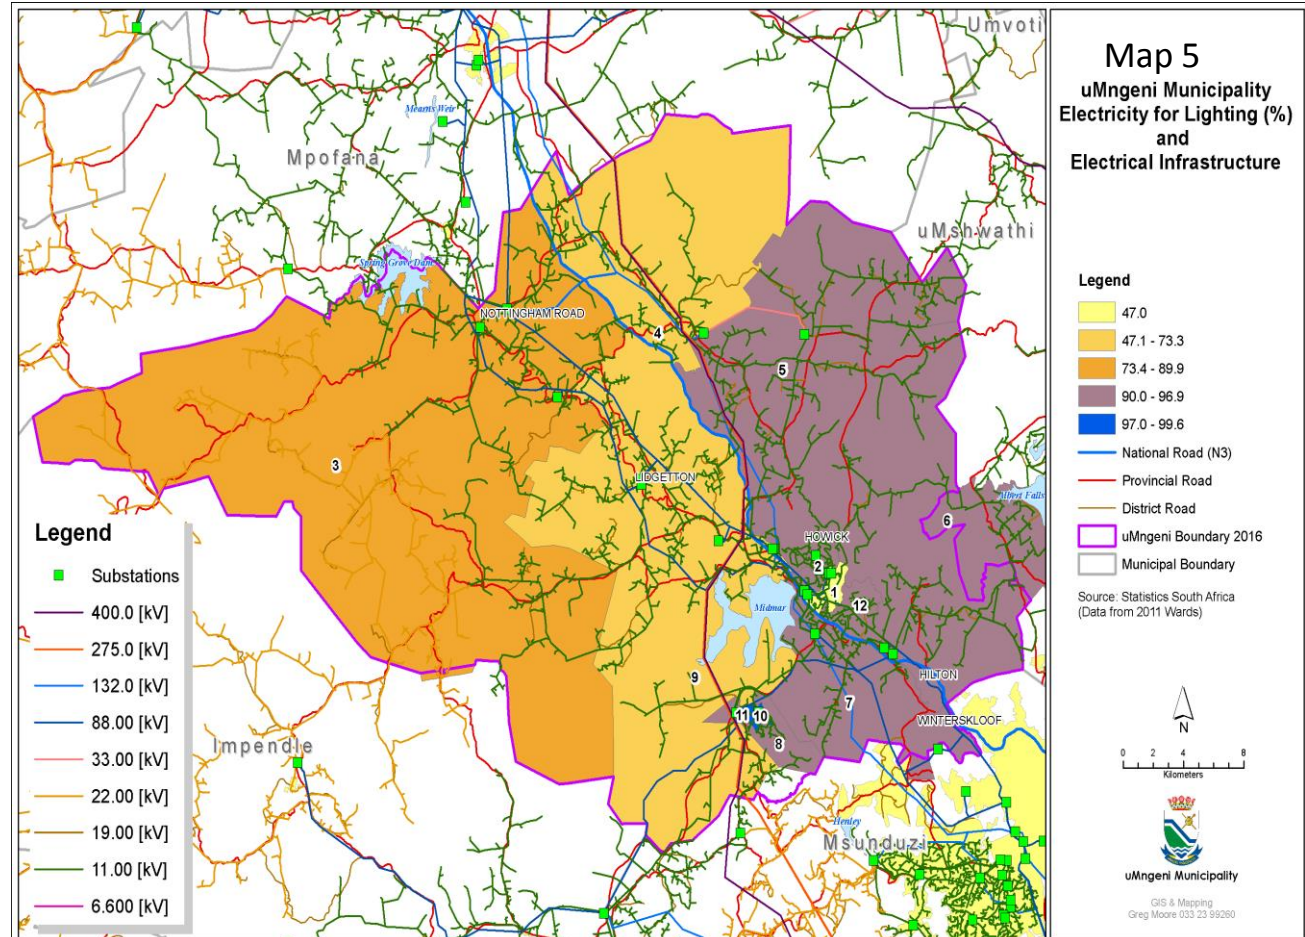 Umvoti
Mearns Weir
Mpofana
uMshwathi
Spring Grove Dam
NOTTINGHAM ROAD
4
5
3
LIDGETTON
Albert Falls
6
HOWICK
2
1
12
Midmar
9
HILTON
7
11
10
WINTERSKLOOF
8
Impendle
Henley
Msunduzi
Legend
Substations
400.0 [kV]
275.0 [kV]
132.0 [kV]
88.00 [kV]
33.00 [kV]
22.00 [kV]
19.00 [kV]
11.00 [kV]
6.600 [kV]
Map 5
uMngeni Municipality
Electricity for Lighting (%)
and
Electrical Infrastructure
Legend
47.0
47.1 - 73.3
73.4 - 89.9
90.0 - 96.9
97.0 - 99.6
National Road (N3)
Provincial Road
District Road
uMngeni Boundary 2016
Municipal Boundary
Source: Statistics South Africa
(Data from 2011 Wards)
N
0 2 4 8
Kilometers
uMngeni Municipality
GIS & Mapping
Greg Moore 033 23 99260